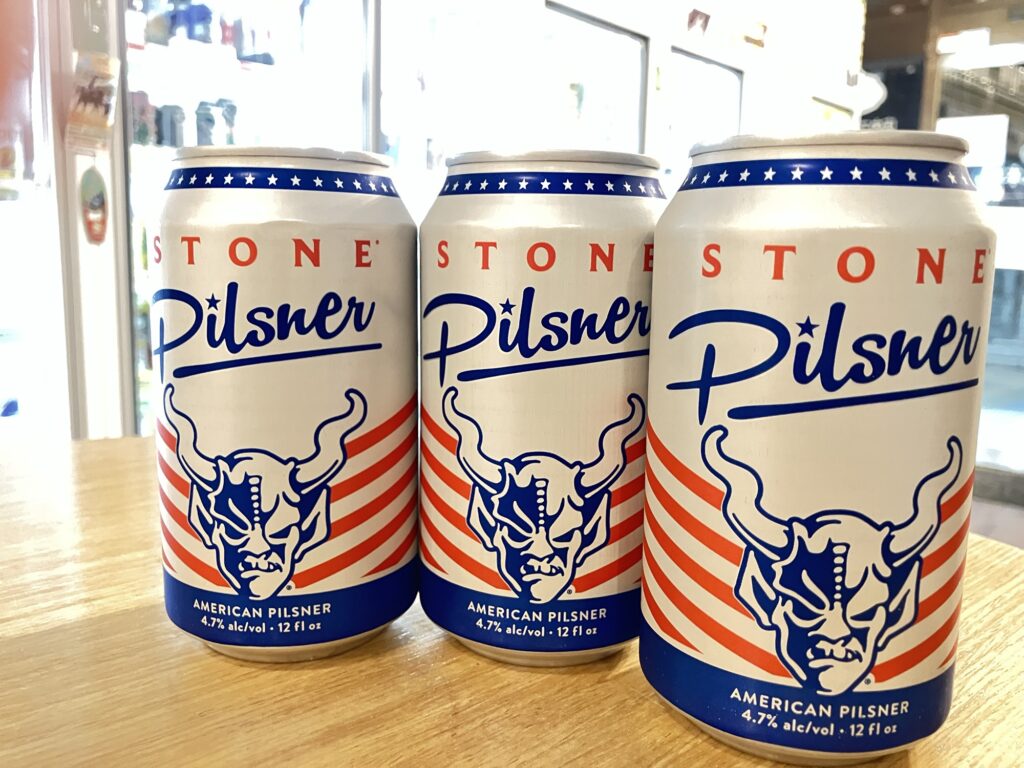 STONE
Pilsner
AMERICAN PILSNER
4.7% alc/vol • 12 fl oz
STONE
Pilsner
AMERICAN PILSNER
4.7% alc/vol • 12 fl oz
STONE
Pilsner
AMERICAN PILSNER
4.7% alc/vol • 12 fl oz